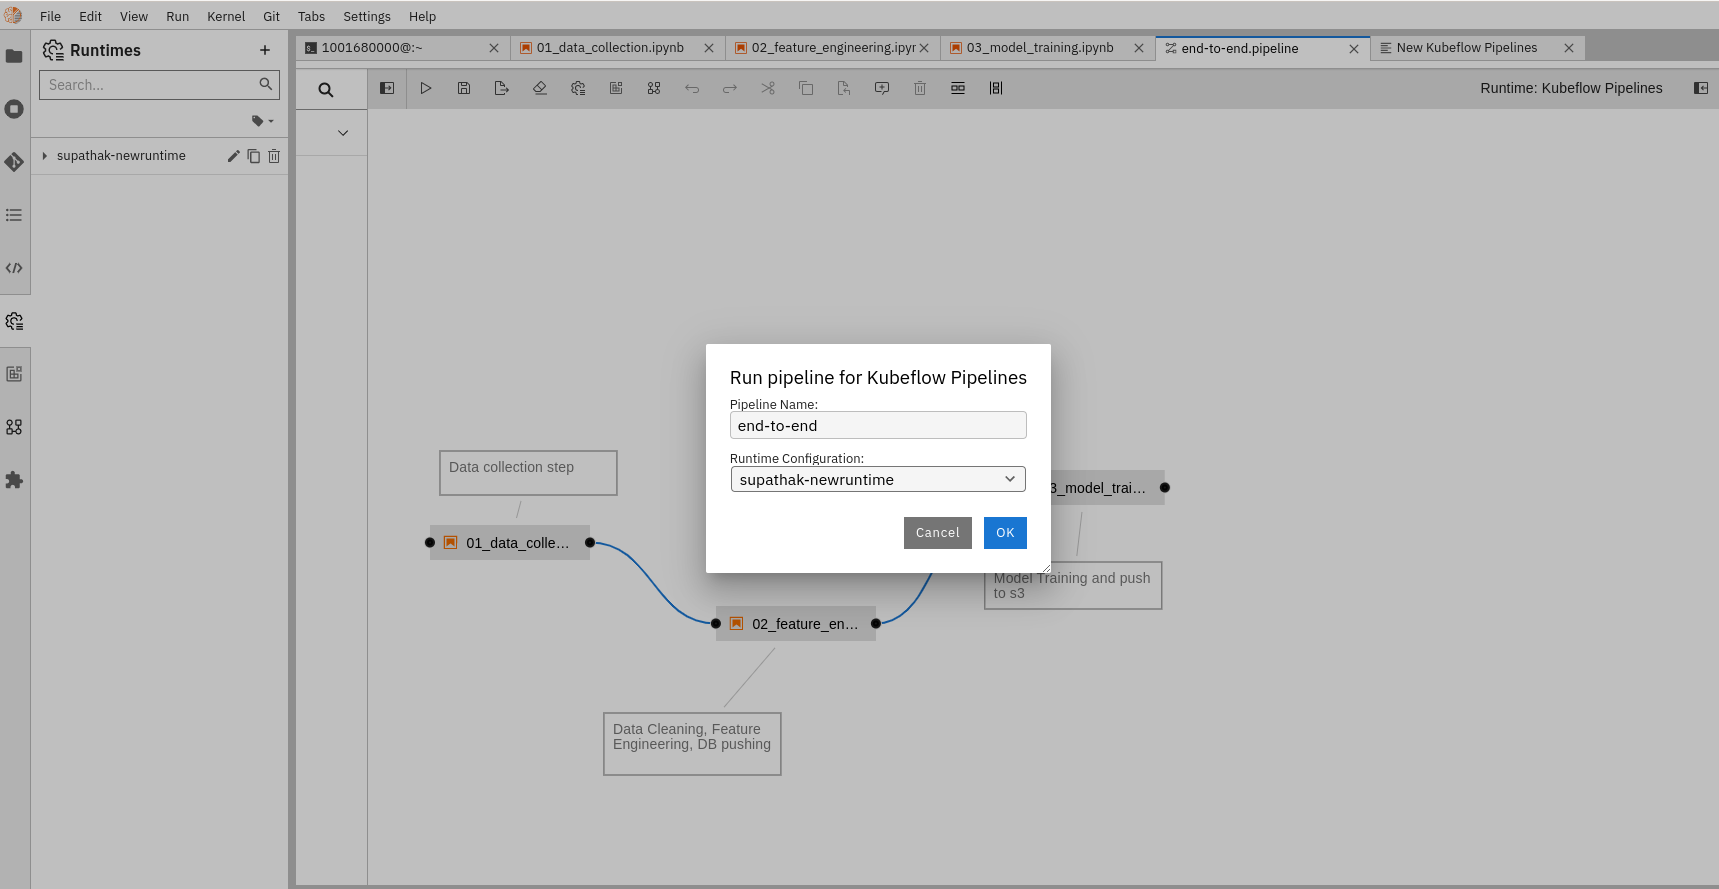 File Edit View Run Kernel Git Tabs Settings Help
Runtimes
Search...
supathak-newruntime
1001680000@:~
01_data_collection.ipynb
02_feature_engineering.ipyr
03_model_training.ipynb
end-to-end.pipeline
New Kubeflow Pipelines
Runtime: Kubeflow Pipelines
Run pipeline for Kubeflow Pipelines
Pipeline Name:
end-to-end
Runtime Configuration:
supathak-newruntime
Cancel OK
Data collection step
01_data_colle...
3_model_trai...
Model Training and push
to s3
02_feature_en...
Data Cleaning, Feature
Engineering, DB pushing